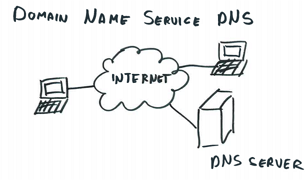 DOMAIN NAME SERVICE DNS
INTERNET
DNS SERVER